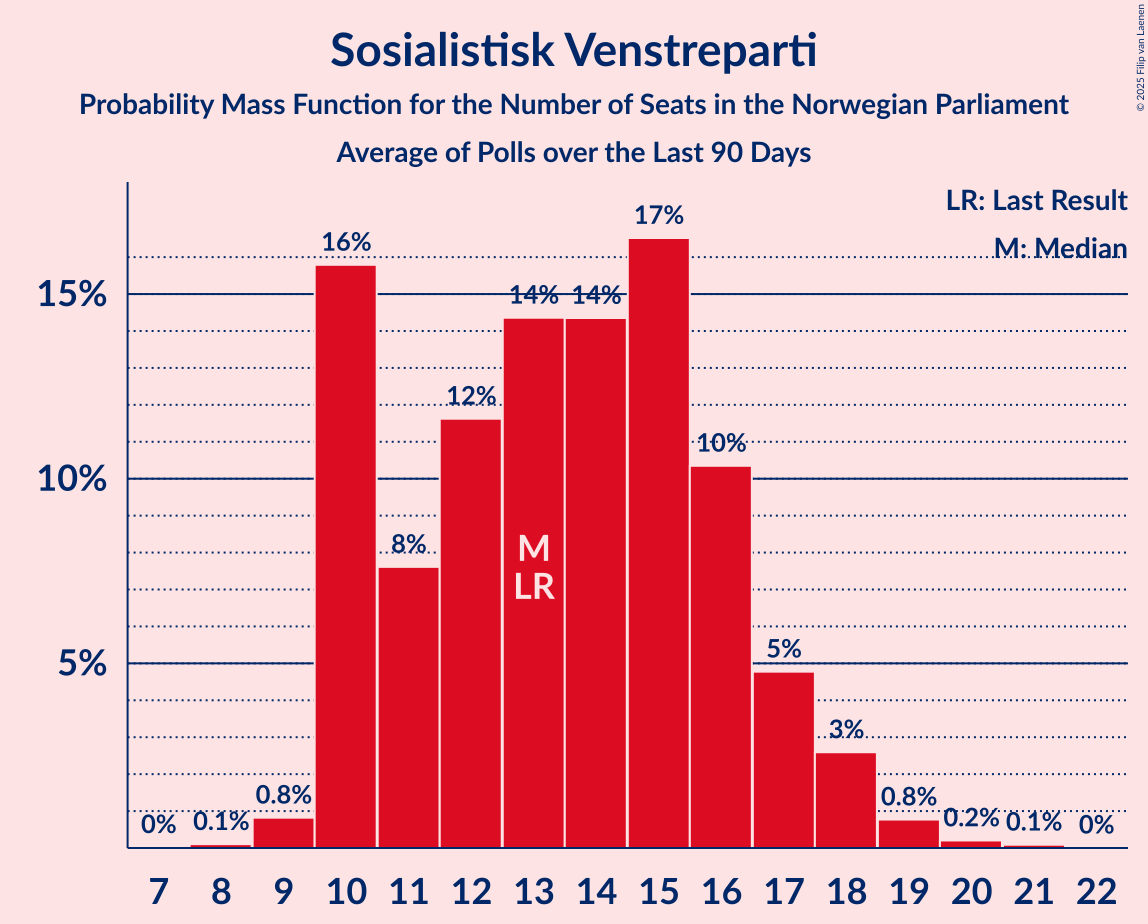 Sosialistisk Venstreparti
Probability Mass Function for the Number of Seats in the Norwegian Parliament
Average of Polls over the Last 90 Days
© 2025 Filip van Laenen
LR: Last Result
M: Median
15%
10%
5%
0%
0.1%
0.8%
16%
8%
12%
14%
14%
17%
10%
5%
3%
0.8%
0.2%
0.1%
0%
M
LR
7 8 9 10 11 12 13 14 15 16 17 18 19 20 21 22